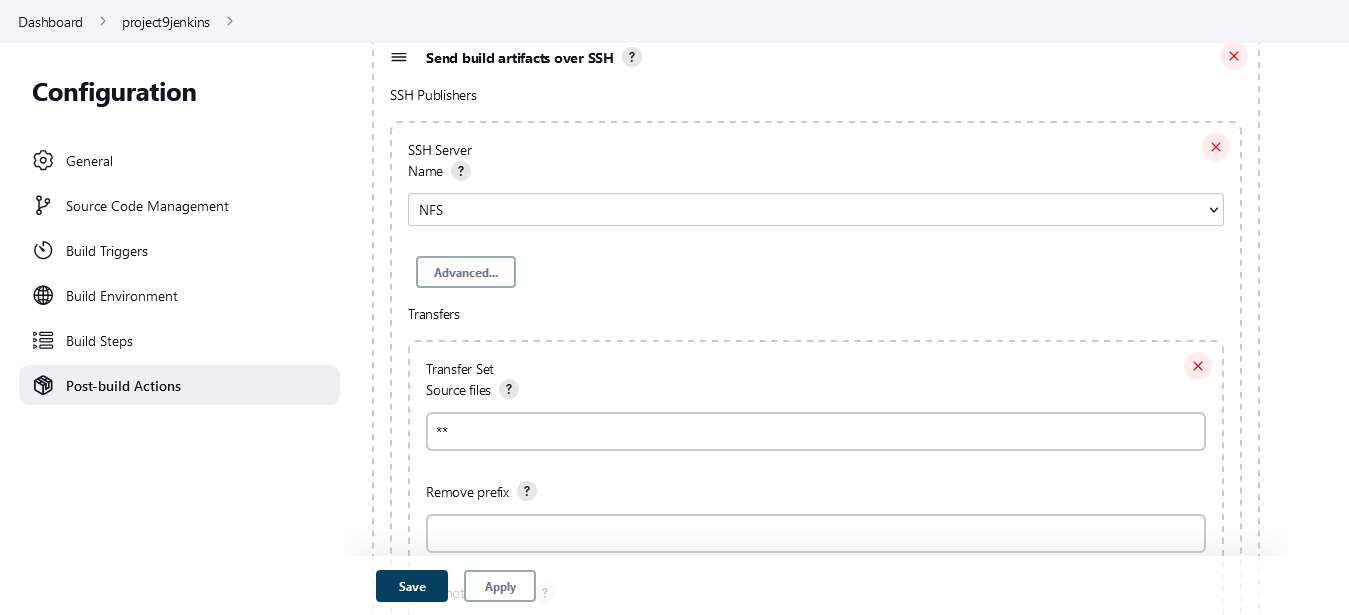 Dashboard > project9jenkins >
Configuration
General
Source Code Management
Build Triggers
Build Environment
Build Steps
Post-build Actions
Send build artifacts over SSH ?
SSH Publishers
SSH Server
Name ?
NFS
Advanced...
Transfers
Transfer Set
Source files ?
**
Remove prefix ?
Save
Apply
?